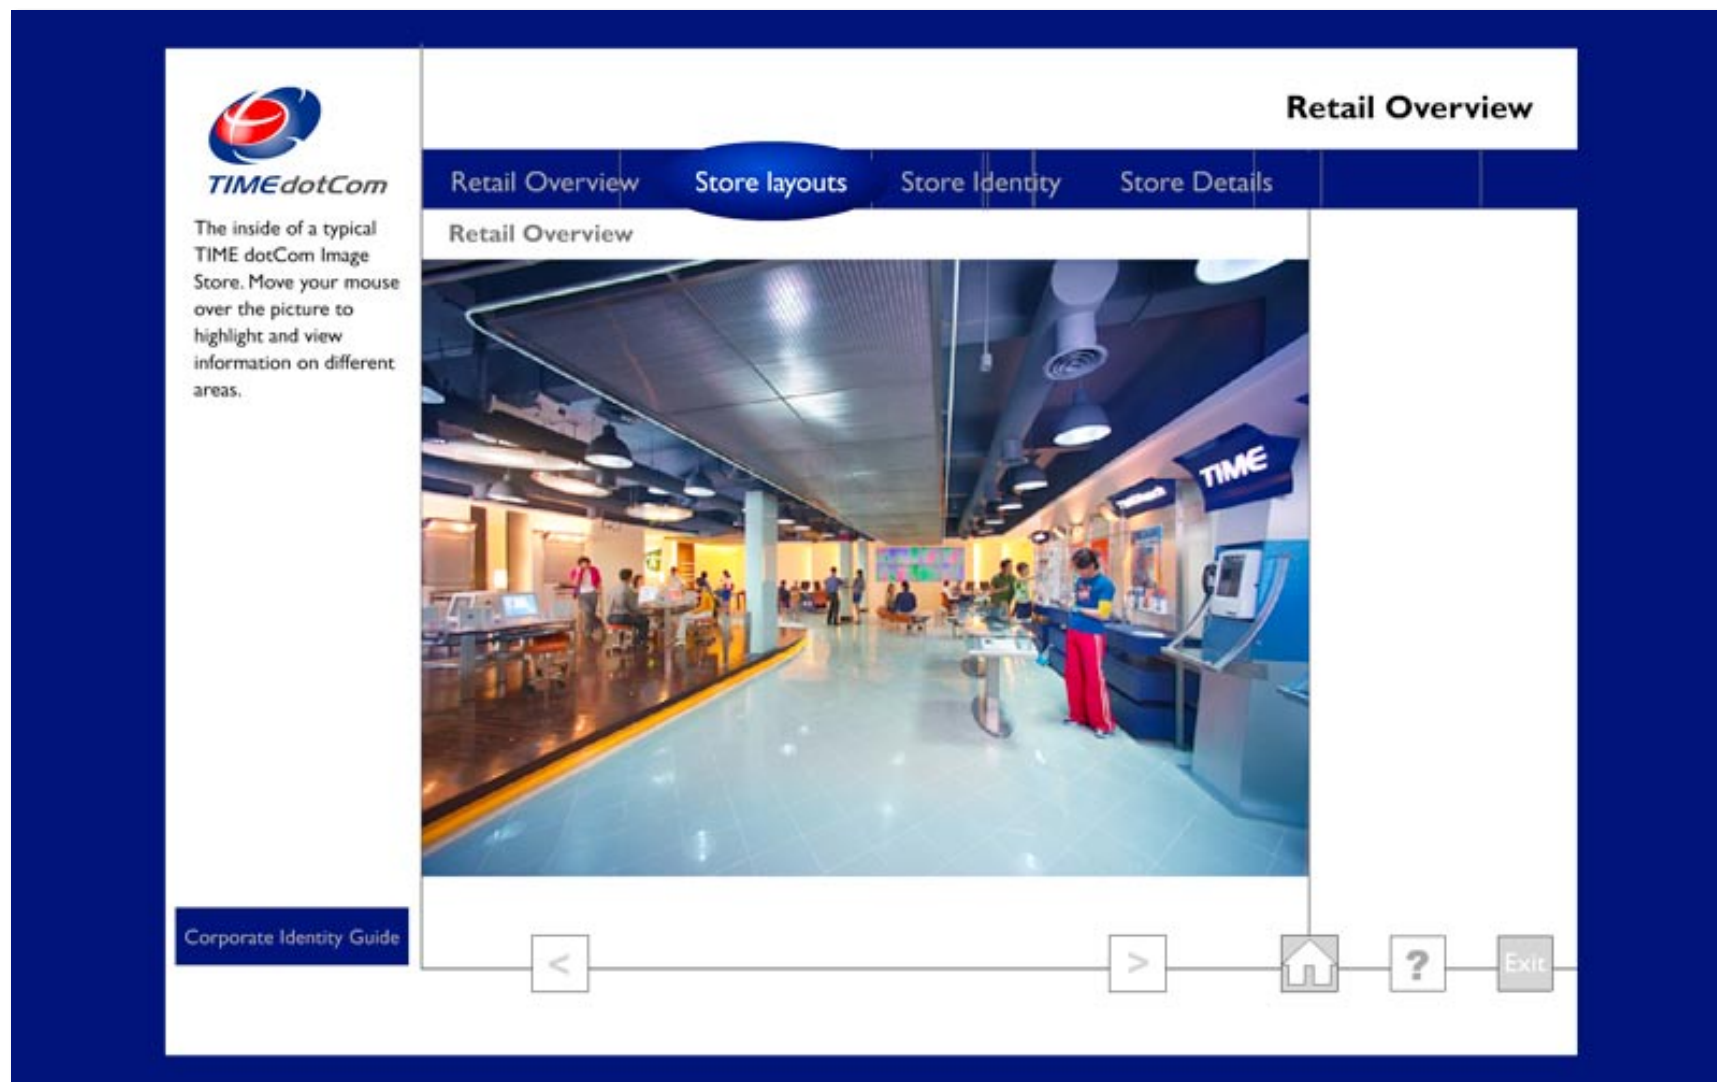 Retail Overview
TIMEdotCom
Retail Overview
Store layouts
Store Identity
Store Details
The inside of a typical
TIME dotCom Image
Store. Move your mouse
over the picture to
highlight and view
information on different
areas.
Retail Overview
TIME
Corporate Identity Guide
<
>
?
Exit